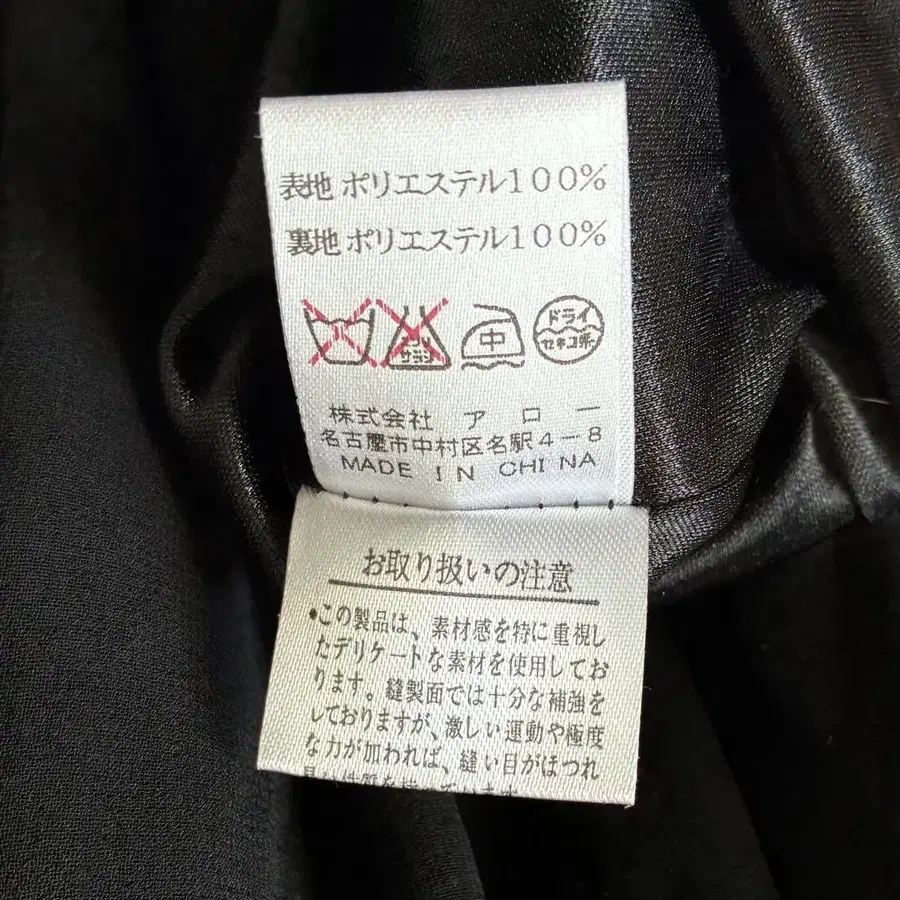 表地 ポリエステル100%
裏地 ポリエステル100%
中
ドライ
セキユ系
株式会社 アロー
名古屋市中村区名駅4-8
MADE IN CHINA
お取り扱いの注意
•この製品は、素材感を特に重視し
たデリケートな素材を使用してお
ります。縫製面では十分な補強を
しておりますが、激しい運動や極度
な力が加われば、縫い目がほつれ